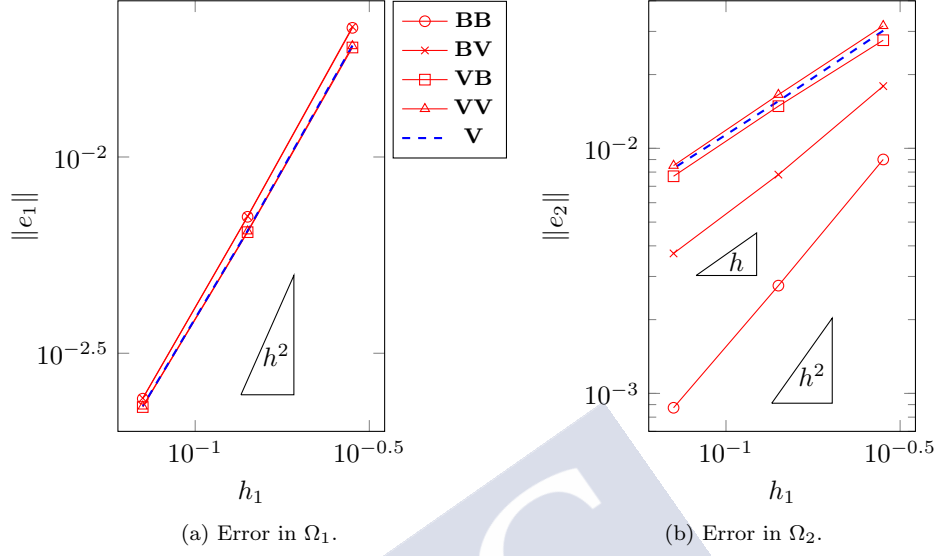 BB
BV
VB
VV
V
10^{-2}
10^{-2.5}
‖e_1‖
h^2
10^{-1}
10^{-0.5}
h_1
(a) Error in Ω_1.
10^{-2}
10^{-3}
‖e_2‖
h
h^2
10^{-1}
10^{-0.5}
h_1
(b) Error in Ω_2.
C